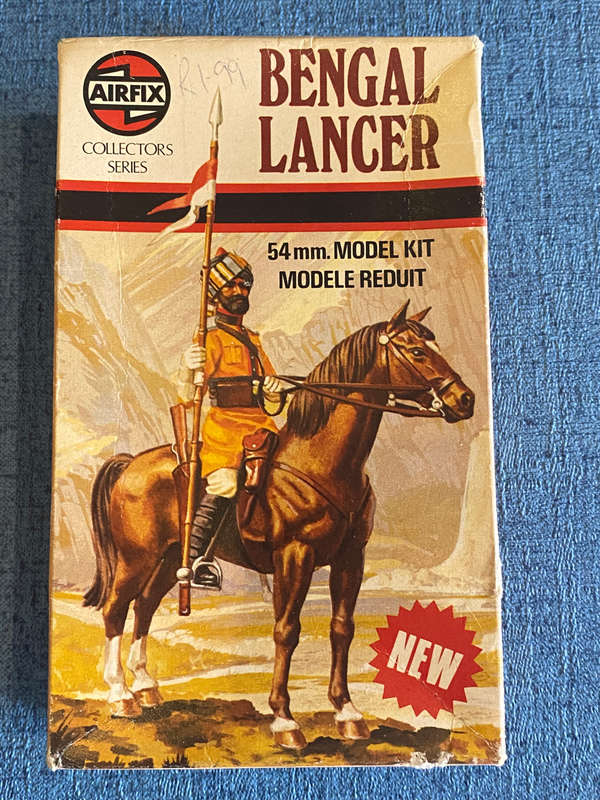 AIRFIX
COLLECTORS
SERIES
R1-99
BENGAL
LANCER
54 mm. MODEL KIT
MODELE REDUIT
NEW